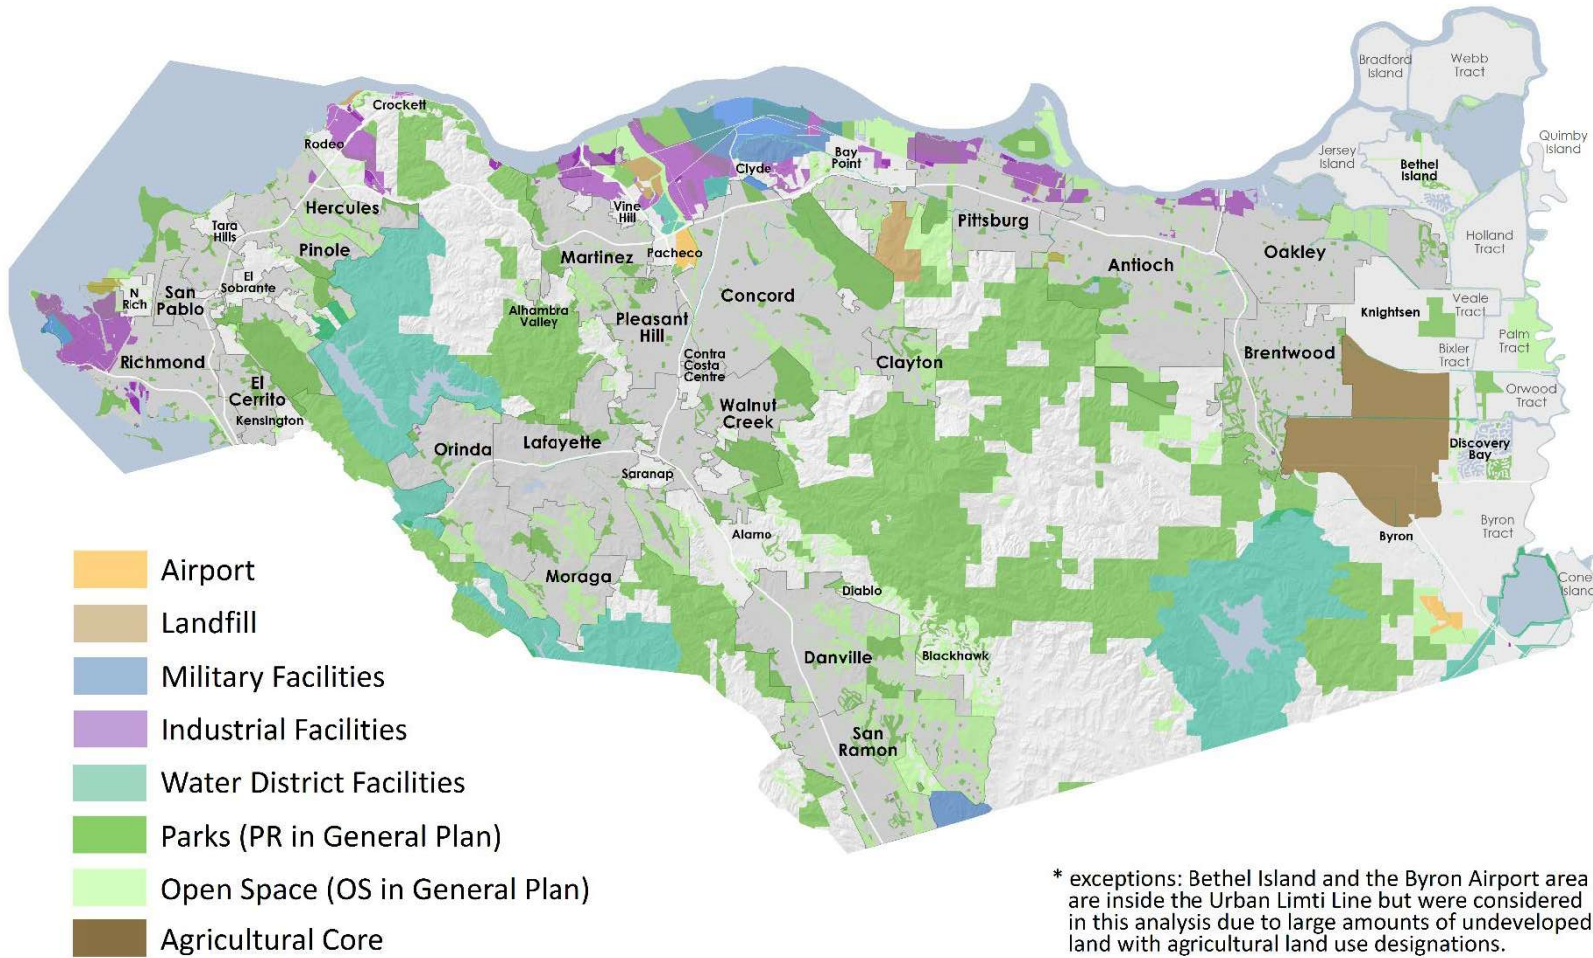 Bradford
Island
Webb
Tract
Quimby
Island
Jersey
Island
Bethel
Island
Holland
Tract
Crockett
Rodeo
Hercules
Tara
Hills
Pinole
El
Sobrante
N
Rich
San
Pablo
Richmond
El
Cerrito
Kensington
Vine
Hill
Clyde
Bay
Point
Martinez
Pacheco
Alhambra
Valley
Pleasant
Hill
Concord
Contra
Costa
Centre
Pittsburg
Antioch
Oakley
Clayton
Walnut
Creek
Knightsen
Veale
Tract
Palm
Tract
Bixler
Tract
Brentwood
Orwood
Tract
Discovery
Bay
Byron
Byron
Tract
Orinda
Lafayette
Saranap
Alamo
Moraga
Diablo
Danville
Blackhawk
San
Ramon
Airport
Landfill
Military Facilities
Industrial Facilities
Water District Facilities
Parks (PR in General Plan)
Open Space (OS in General Plan)
Agricultural Core
* exceptions: Bethel Island and the Byron Airport area
are inside the Urban Limti Line but were considered
in this analysis due to large amounts of undeveloped
land with agricultural land use designations.